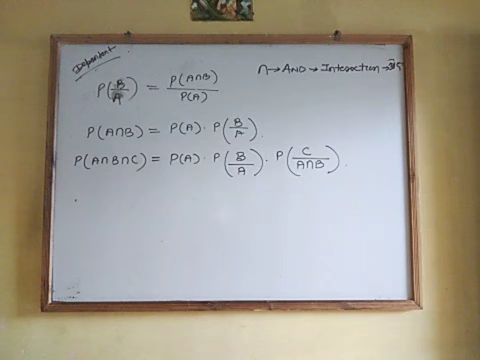 Dependent
P(B/A) = P(A∩B)/P(A)
∩→AND→Intersection→
P(A∩B) = P(A) · P(B/A).
P(A∩B∩C) = P(A) · P(B/A) · P(C/A∩B).